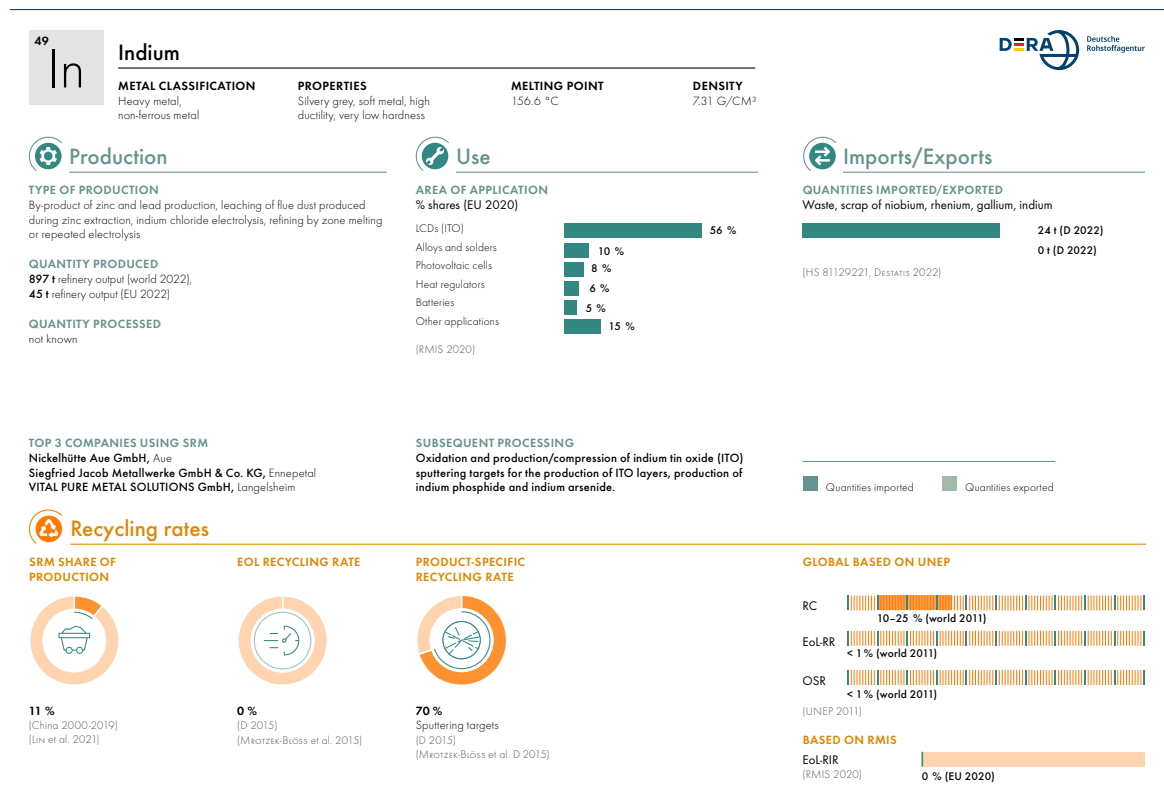 49
In
Indium
DERA Deutsche
Rohstoffagentur
METAL CLASSIFICATION
Heavy metal,
non-ferrous metal
PROPERTIES
Silvery grey, soft metal, high
ductility, very low hardness
MELTING POINT
156.6 °C
DENSITY
7.31 G/CM³
Production
TYPE OF PRODUCTION
By-product of zinc and lead production, leaching of flue dust produced
during zinc extraction, indium chloride electrolysis, refining by zone melting
or repeated electrolysis
QUANTITY PRODUCED
897 t refinery output (world 2022),
45 t refinery output (EU 2022)
QUANTITY PROCESSED
not known
TOP 3 COMPANIES USING SRM
Nickelhütte Aue GmbH, Aue
Siegfried Jacob Metallwerke GmbH & Co. KG, Ennepetal
VITAL PURE METAL SOLUTIONS GmbH, Langelsheim
Use
AREA OF APPLICATION
% shares (EU 2020)
LCDs (ITO) 56 %
Alloys and solders 10 %
Photovoltaic cells 8 %
Heat regulators 6 %
Batteries 5 %
Other applications 15 %
(RMIS 2020)
SUBSEQUENT PROCESSING
Oxidation and production/compression of indium tin oxide (ITO)
sputtering targets for the production of ITO layers, production of
indium phosphide and indium arsenide.
Imports/Exports
QUANTITIES IMPORTED/EXPORTED
Waste, scrap of niobium, rhenium, gallium, indium
24 t (D 2022)
0 t (D 2022)
(HS 81129221, Destatis 2022)
Quantities imported Quantities exported
Recycling rates
SRM SHARE OF
PRODUCTION
11 %
(China 2000-2019)
(Lin et al. 2021)
EOL RECYCLING RATE
0 %
(D 2015)
(Mrotzek-Blöss et al. 2015)
PRODUCT-SPECIFIC
RECYCLING RATE
70 %
Sputtering targets
(D 2015)
(Mrotzek-Blöss et al. D 2015)
GLOBAL BASED ON UNEP
RC
10–25 % (world 2011)
EoL-RR
< 1 % (world 2011)
OSR
< 1 % (world 2011)
(UNEP 2011)
BASED ON RMIS
EoL-RIR
(RMIS 2020)
0 % (EU 2020)